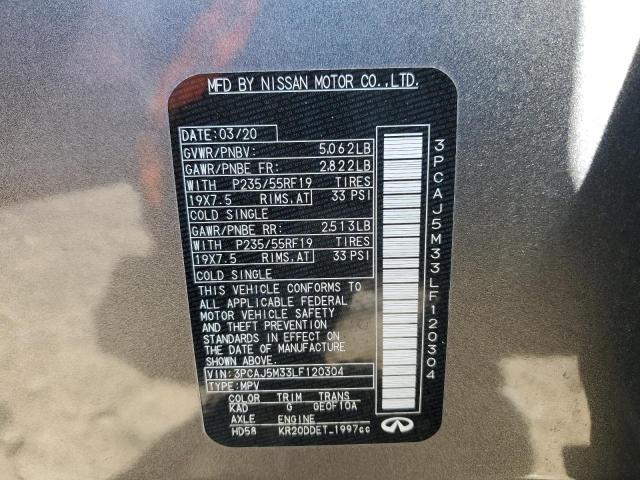 MFD BY NISSAN MOTOR CO.,LTD.
DATE: 03/20
GVWR/PNBV: 5.062LB
GAWR/PNBE FR: 2.822LB
WITH P235/55RF19 TIRES
19X7.5 RIMS.AT 33 PSI
COLD SINGLE
GAWR/PNBE RR: 2.513LB
WITH P235/55RF19 TIRES
19X7.5 RIMS.AT 33 PSI
COLD SINGLE
THIS VEHICLE CONFORMS TO
ALL APPLICABLE FEDERAL
MOTOR VEHICLE SAFETY
AND THEFT PREVENTION
STANDARDS IN EFFECT ON
THE DATE OF MANUFACTURE
SHOWN ABOVE.
VIN: 3PCAJ5M33LF120304
TYPE: MPV
COLOR TRIM TRANS
KAD G GE0F10A
AXLE ENGINE
HD58 KR20DDET 1997cc
3PCAJ5M33LF120304